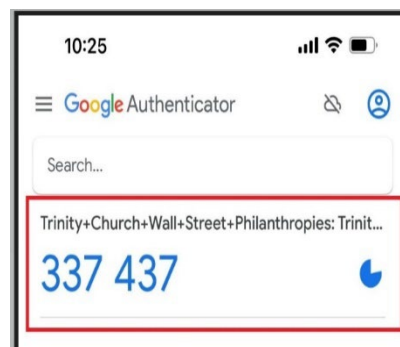 10:25
Google Authenticator
Search...
Trinity+Church+Wall+Street+Philanthropies: Trinit...
337 437